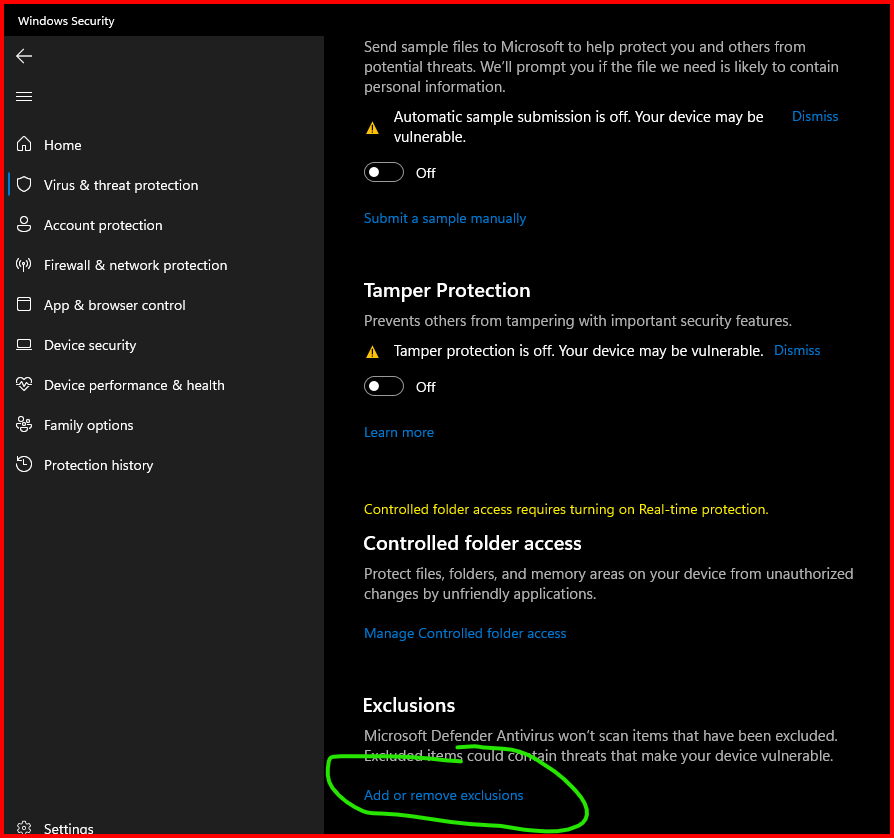 Windows Security
Home
Virus & threat protection
Account protection
Firewall & network protection
App & browser control
Device security
Device performance & health
Family options
Protection history
Settings
Send sample files to Microsoft to help protect you and others from
potential threats. We’ll prompt you if the file we need is likely to contain
personal information.
Automatic sample submission is off. Your device may be
vulnerable.
Dismiss
Off
Submit a sample manually
Tamper Protection
Prevents others from tampering with important security features.
Tamper protection is off. Your device may be vulnerable. Dismiss
Off
Learn more
Controlled folder access requires turning on Real-time protection.
Controlled folder access
Protect files, folders, and memory areas on your device from unauthorized
changes by unfriendly applications.
Manage Controlled folder access
Exclusions
Microsoft Defender Antivirus won’t scan items that have been excluded.
Excluded items could contain threats that make your device vulnerable.
Add or remove exclusions